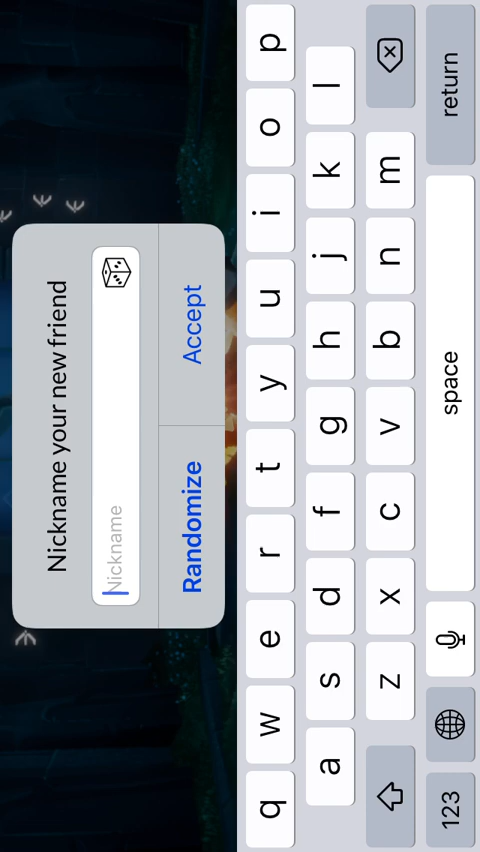 Nickname your new friend
Nickname
Randomize Accept
q w e r t y u i o p
a s d f g h j k l
z x c v b n m
123 space return